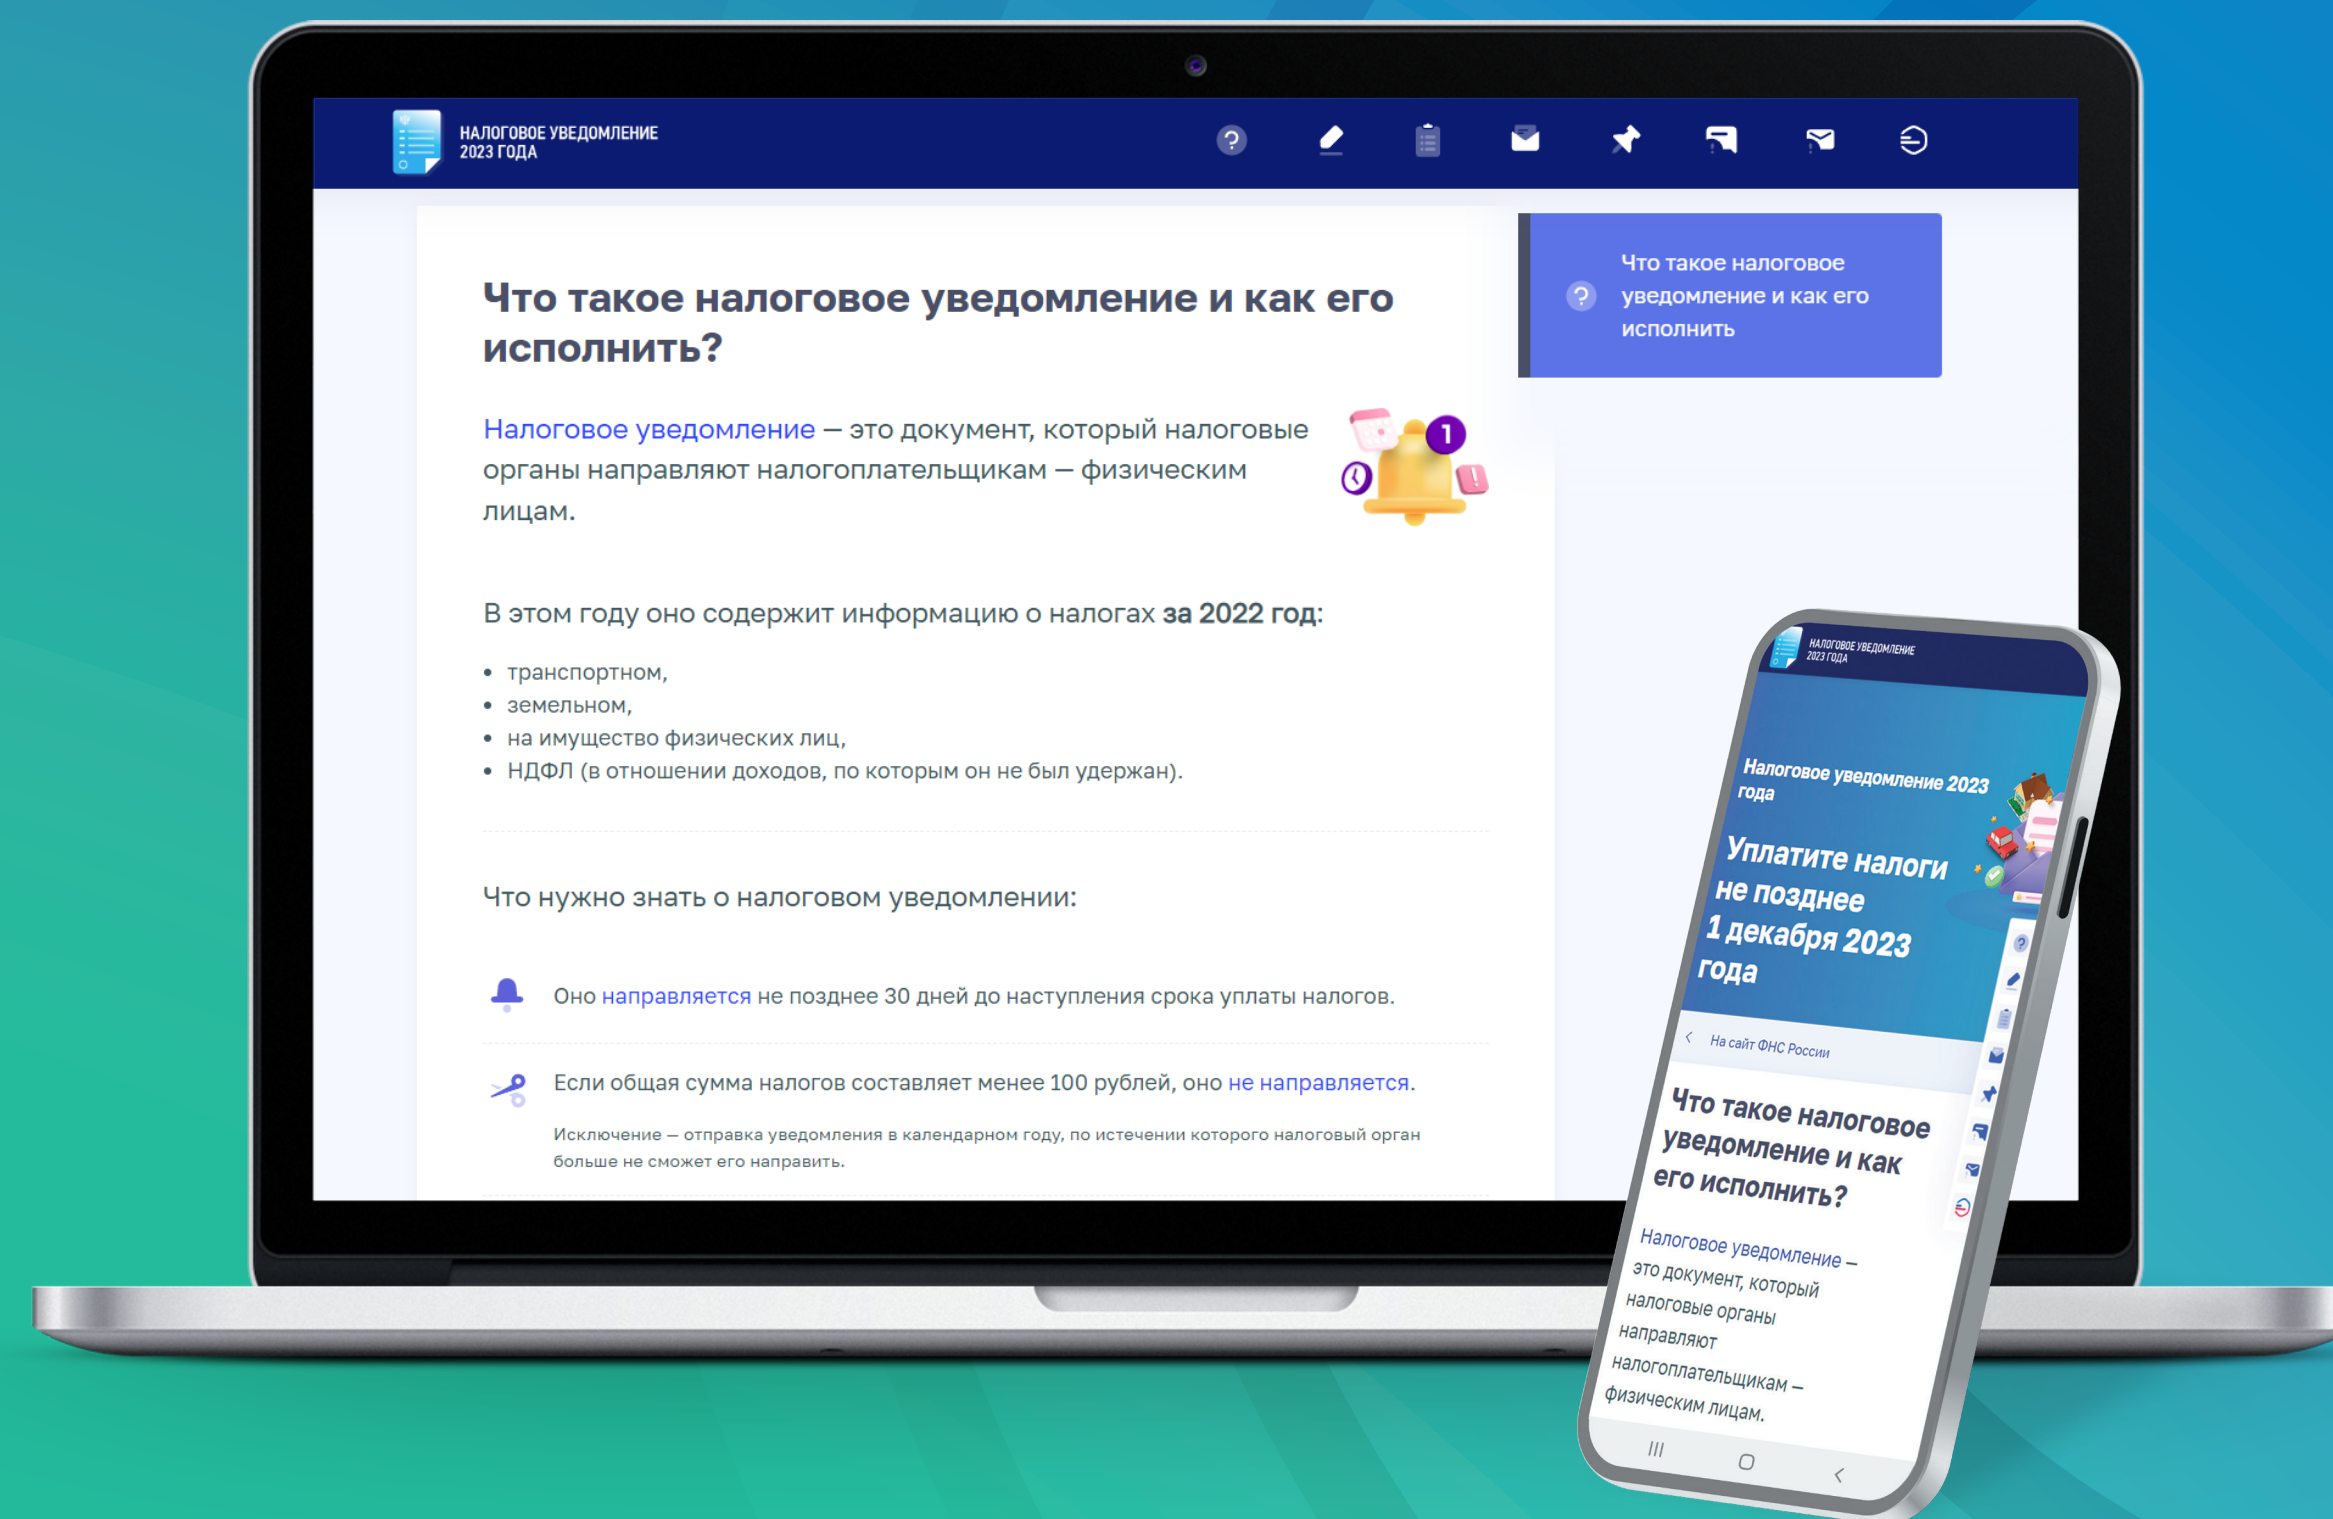 НАЛОГОВОЕ УВЕДОМЛЕНИЕ
2023 ГОДА
Что такое налоговое уведомление и как его
исполнить?
Что такое налоговое
уведомление и как его
исполнить
Налоговое уведомление — это документ, который налоговые
органы направляют налогоплательщикам — физическим
лицам.
1
В этом году оно содержит информацию о налогах за 2022 год:
• транспортном,
• земельном,
• на имущество физических лиц,
• НДФЛ (в отношении доходов, по которым он не был удержан).
Что нужно знать о налоговом уведомлении:
Оно направляется не позднее 30 дней до наступления срока уплаты налогов.
Если общая сумма налогов составляет менее 100 рублей, оно не направляется.
Исключение — отправка уведомления в календарном году, по истечении которого налоговый орган
больше не сможет его направить.
НАЛОГОВОЕ УВЕДОМЛЕНИЕ
2023 ГОДА
Налоговое уведомление 2023
года
Уплатите налоги
не позднее
1 декабря 2023
года
На сайт ФНС России
Что такое налоговое
уведомление и как
его исполнить?
Налоговое уведомление —
это документ, который
налоговые органы
направляют
налогоплательщикам —
физическим лицам.